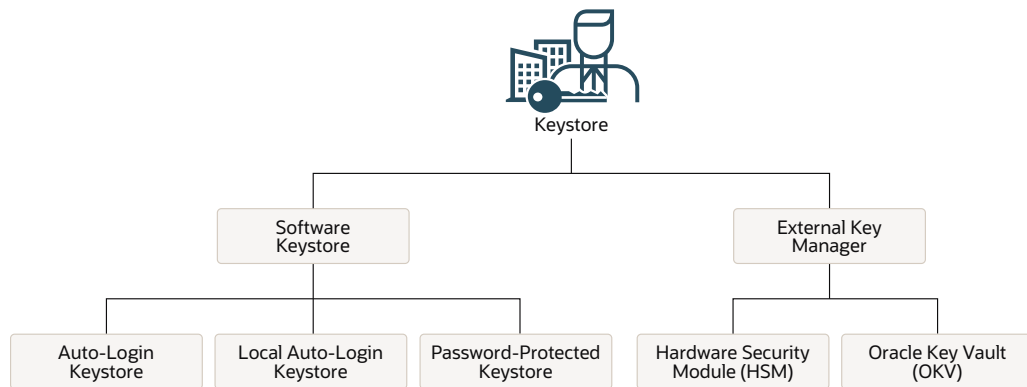 Keystore
Software
Keystore
External Key
Manager
Auto-Login
Keystore
Local Auto-Login
Keystore
Password-Protected
Keystore
Hardware Security
Module (HSM)
Oracle Key Vault
(OKV)